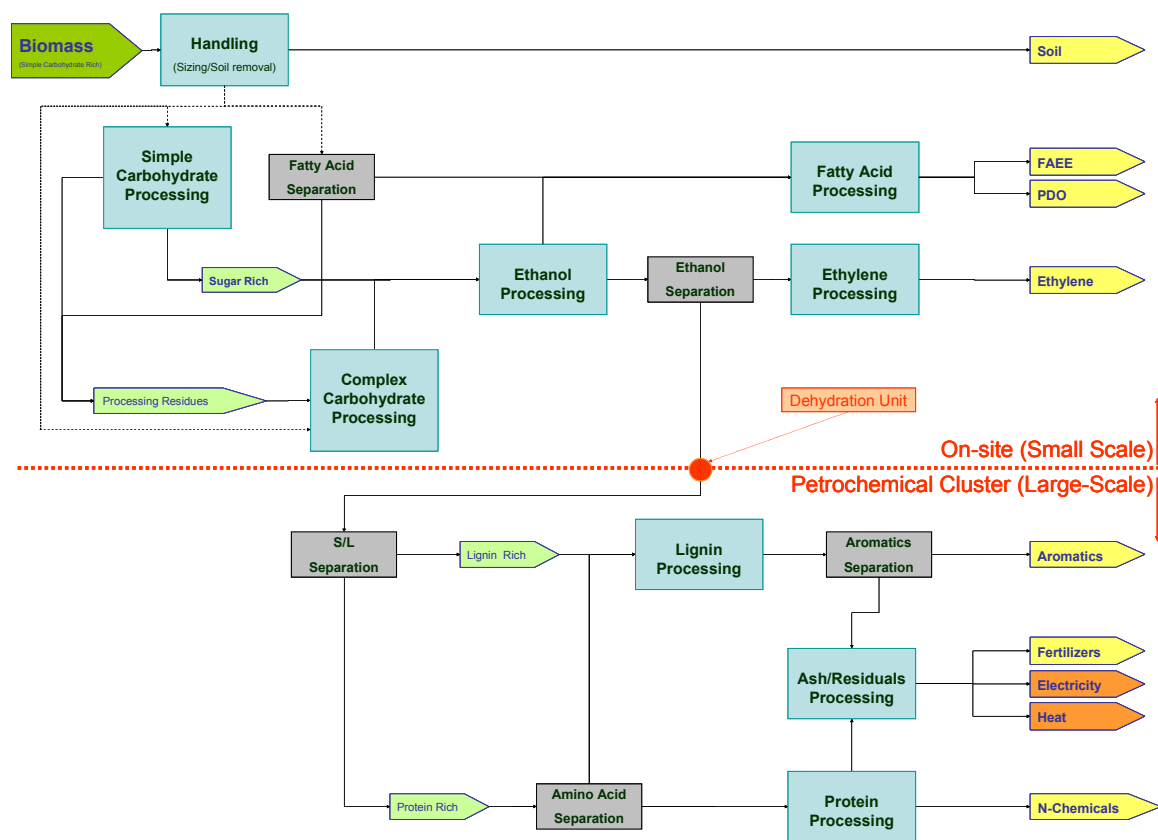 Biomass
(Simple Carbohydrate Rich)
Handling
(Sizing/Soil removal)
Soil
Simple
Carbohydrate
Processing
Fatty Acid
Separation
Fatty Acid
Processing
FAEE
PDO
Sugar Rich
Ethanol
Processing
Ethanol
Separation
Ethylene
Processing
Ethylene
Processing Residues
Complex
Carbohydrate
Processing
Dehydration Unit
On-site (Small Scale)
Petrochemical Cluster (Large-Scale)
S/L
Separation
Lignin Rich
Lignin
Processing
Aromatics
Separation
Aromatics
Ash/Residuals
Processing
Fertilizers
Electricity
Heat
Protein Rich
Amino Acid
Separation
Protein
Processing
N-Chemicals